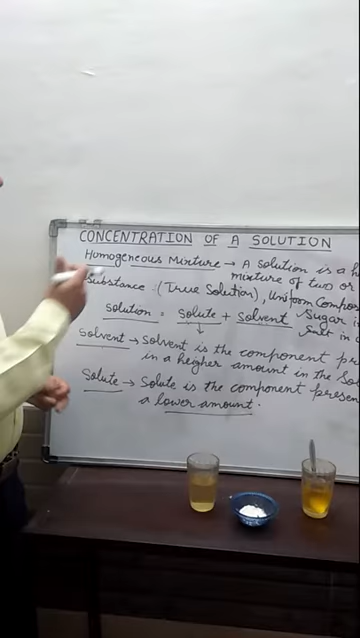 CONCENTRATION OF A SOLUTION
Homogeneous Mixture → A solution is a h
mixture of two or
Substance : (True Solution), Uniform Compos
Solution = Solute + Solvent Sugar i
Salt in
Solvent → Solvent is the component pr
in a heigher amount in the So
Solute → Solute is the component presen
a lower amount.